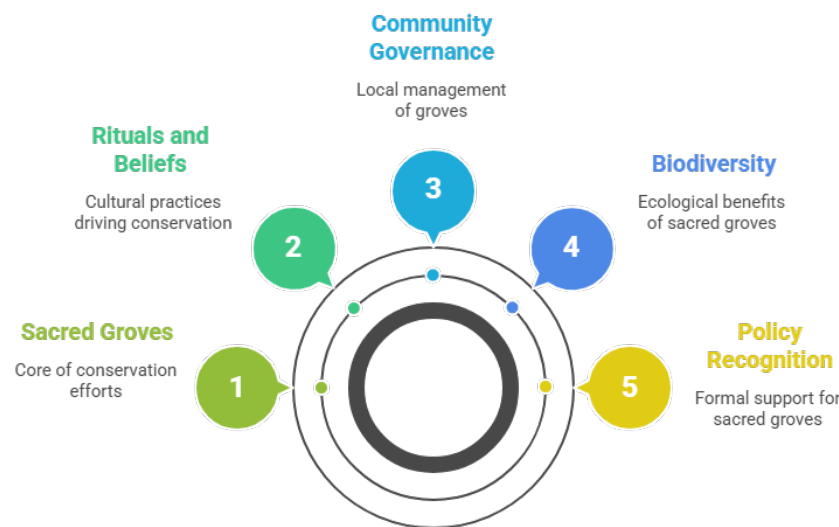 Community
Governance
Local management
of groves
3
Rituals and
Beliefs
Cultural practices
driving conservation
2
Biodiversity
Ecological benefits
of sacred groves
4
Sacred Groves
Core of conservation
efforts
1
Policy
Recognition
Formal support for
sacred groves
5